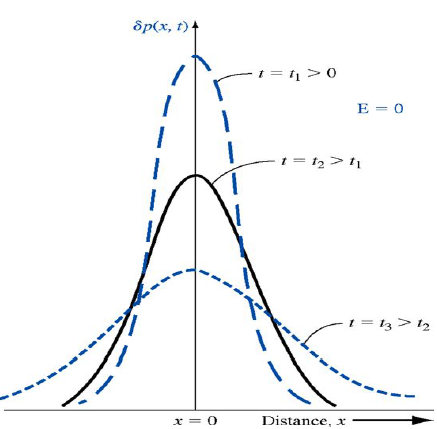 δp(x, t)
t = t₁ > 0
E = 0
t = t₂ > t₁
t = t₃ > t₂
x = 0
Distance, x